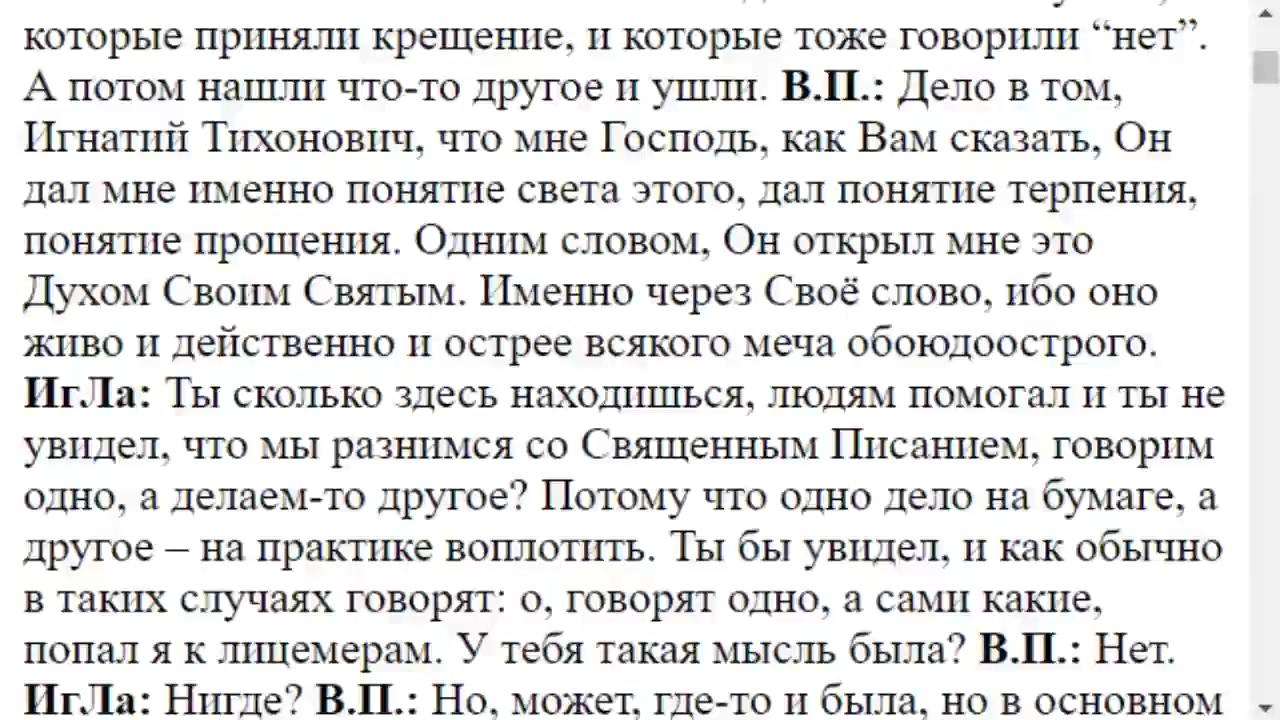 которые приняли крещение, и которые тоже говорили “нет”.
А потом нашли что-то другое и ушли. В.П.: Дело в том,
Игнатий Тихонович, что мне Господь, как Вам сказать, Он
дал мне именно понятие света этого, дал понятие терпения,
понятие прощения. Одним словом, Он открыл мне это
Духом Своим Святым. Именно через Своё слово, ибо оно
живо и действенно и острее всякого меча обоюдоострого.
ИгЛа: Ты сколько здесь находишься, людям помогал и ты не
увидел, что мы разнимся со Священным Писанием, говорим
одно, а делаем-то другое? Потому что одно дело на бумаге, а
другое – на практике воплотить. Ты бы увидел, и как обычно
в таких случаях говорят: о, говорят одно, а сами какие,
попал я к лицемерам. У тебя такая мысль была? В.П.: Нет.
ИгЛа: Нигде? В.П.: Но, может, где-то и была, но в основном